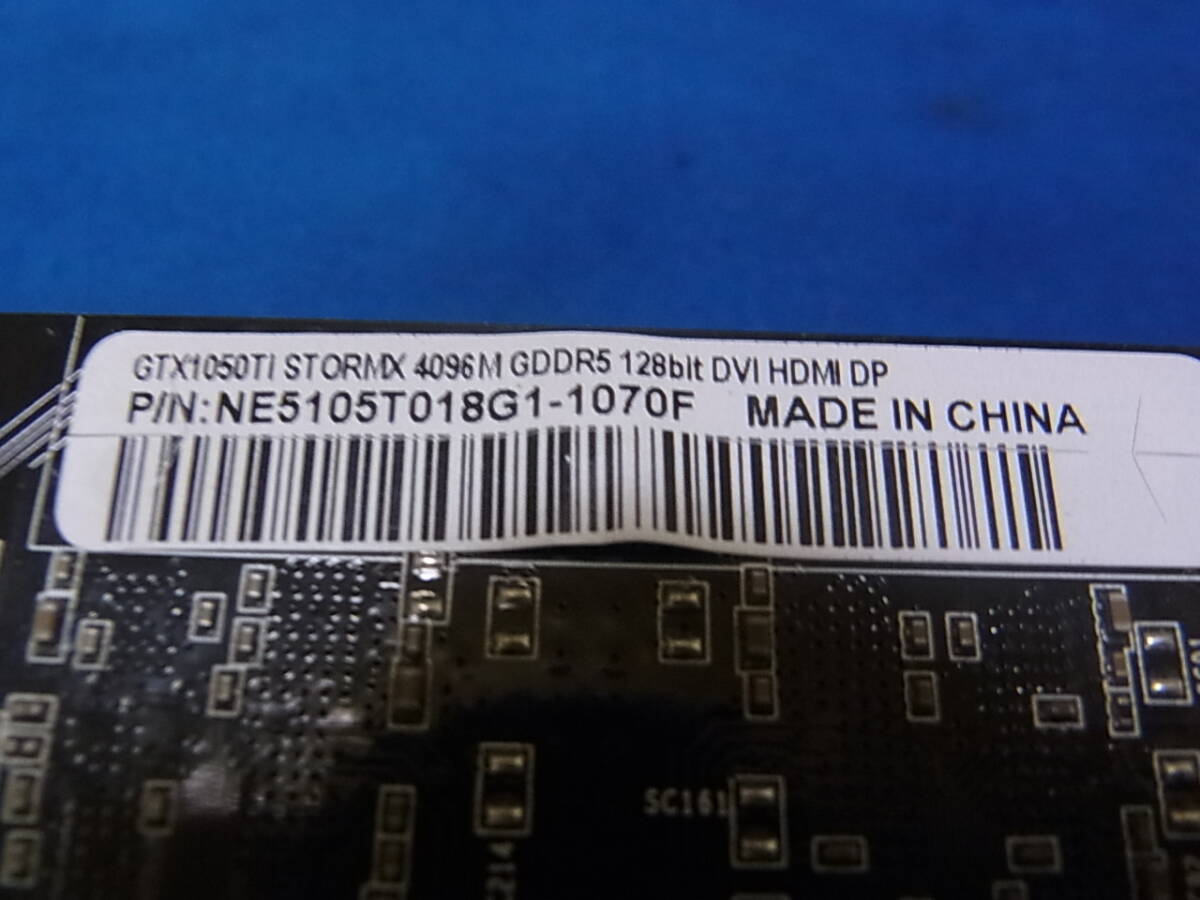 GTX1050TI STORMX 4096M GDDR5 128bit DVI HDMI DP
P/N:NE5105T018G1-1070F MADE IN CHINA
SC161